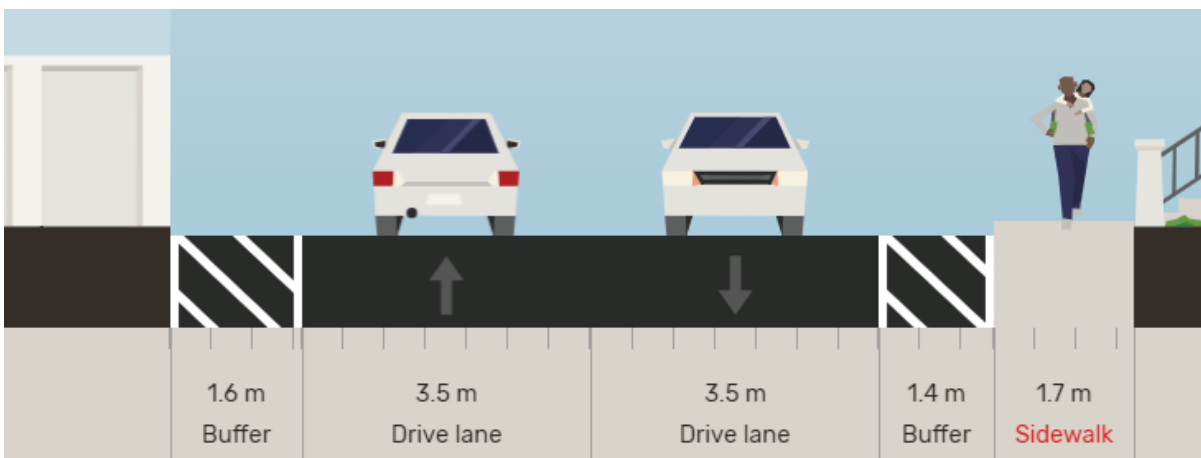 1.6 m
Buffer
3.5 m
Drive lane
3.5 m
Drive lane
1.4 m
Buffer
1.7 m
Sidewalk